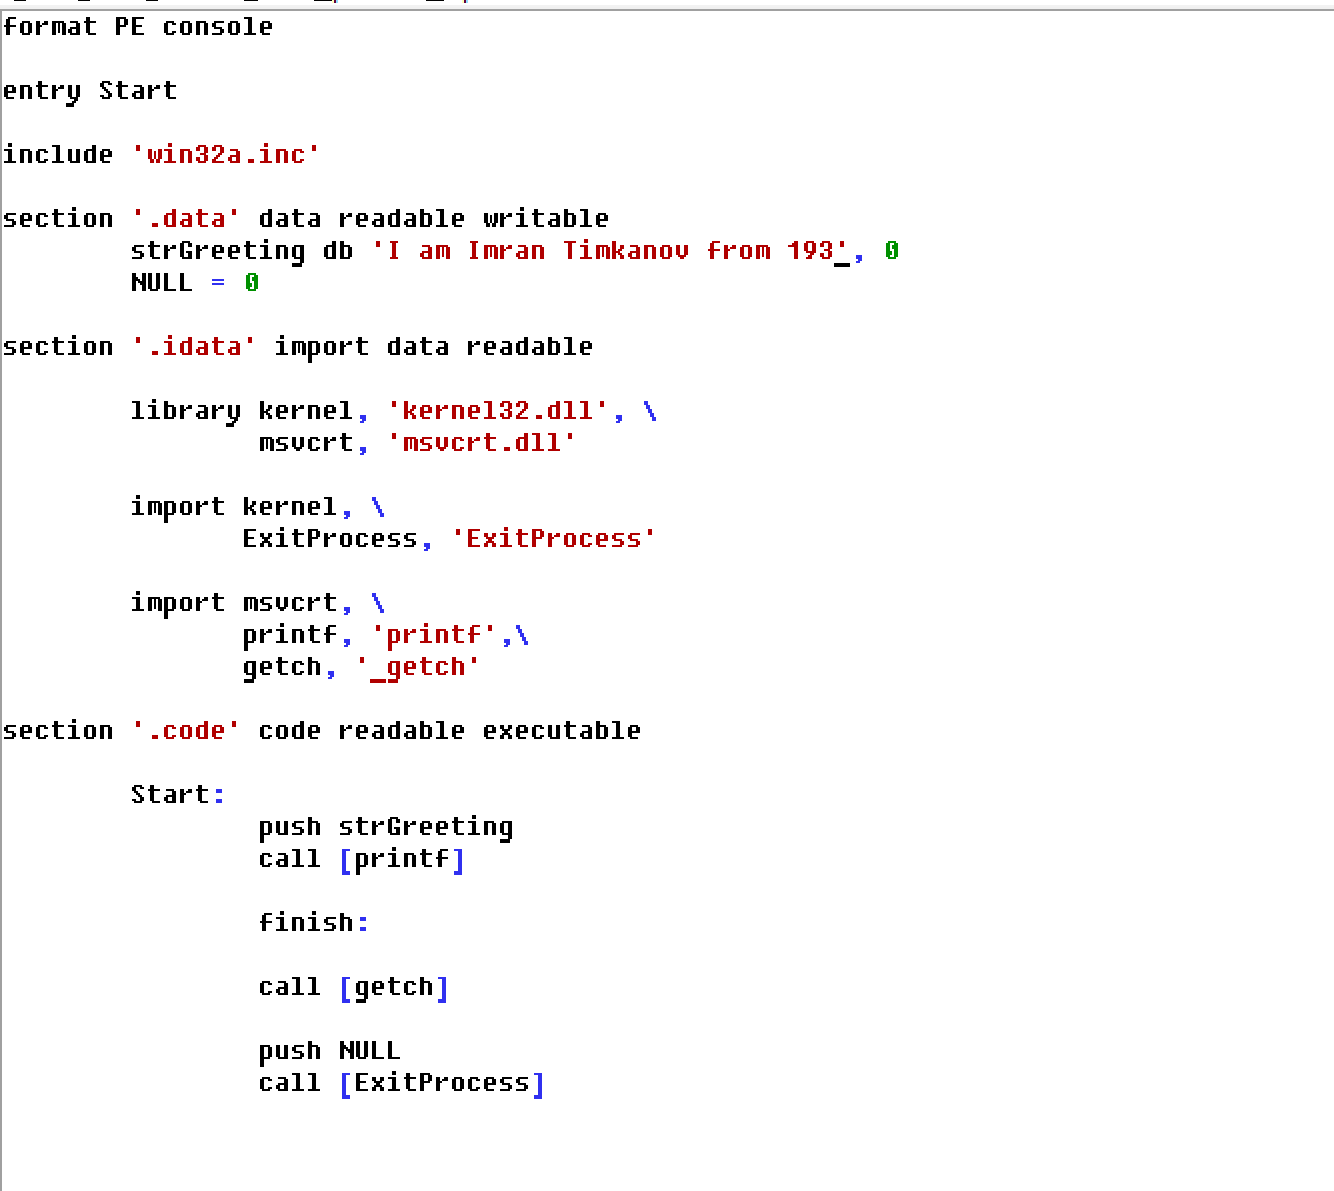 format PE console
entry Start
include 'win32a.inc'
section '.data' data readable writable
strGreeting db 'I am Imran Timkanov from 193', 0
NULL = 0
section '.idata' import data readable
library kernel, 'kernel32.dll', \
msvcrt, 'msvcrt.dll'
import kernel, \
ExitProcess, 'ExitProcess'
import msvcrt, \
printf, 'printf',\
getch, '_getch'
section '.code' code readable executable
Start:
push strGreeting
call [printf]
finish:
call [getch]
push NULL
call [ExitProcess]